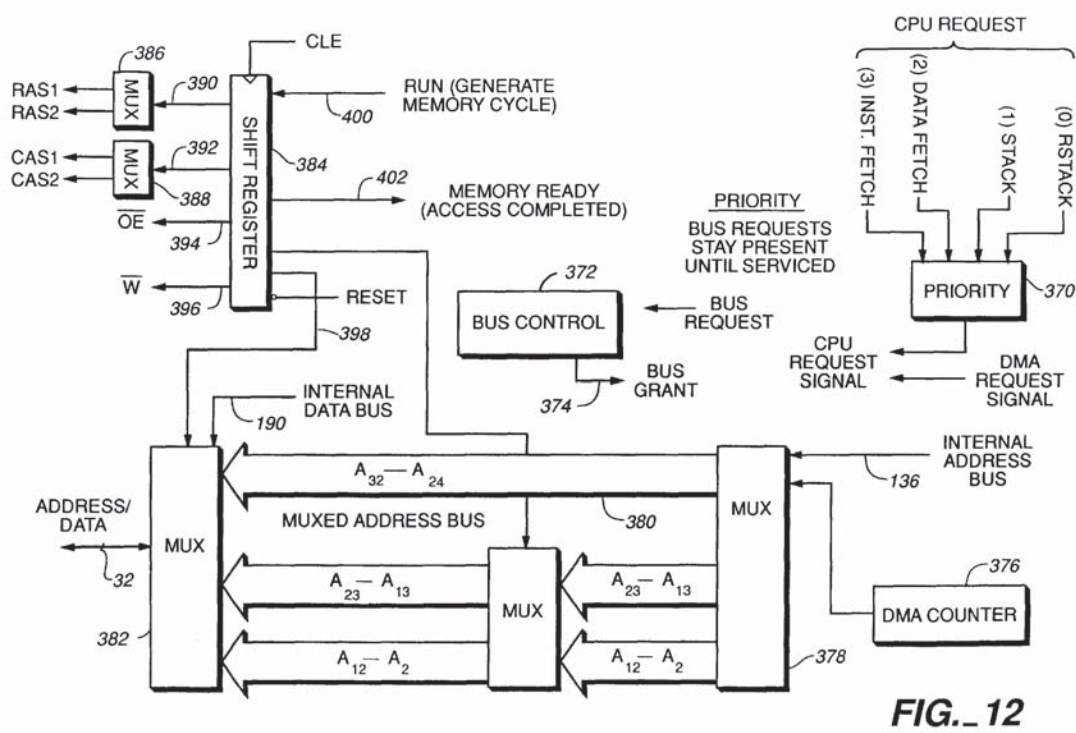 CPU REQUEST
(3) INST. FETCH
(2) DATA FETCH
(1) STACK
(0) RSTACK
PRIORITY
370
CPU
REQUEST
SIGNAL
DMA
REQUEST
SIGNAL
CLE
386
MUX
RAS1
RAS2
390
CAS1
CAS2
MUX
388
392
OE
394
W
396
SHIFT REGISTER
384
RUN (GENERATE
MEMORY CYCLE)
400
402
MEMORY READY
(ACCESS COMPLETED)
RESET
398
PRIORITY
BUS REQUESTS
STAY PRESENT
UNTIL SERVICED
372
BUS CONTROL
BUS
REQUEST
BUS
GRANT
374
INTERNAL
DATA BUS
190
ADDRESS/
DATA
32
MUX
382
A32—A24
MUXED ADDRESS BUS
380
A23—A13
A12—A2
MUX
A23—A13
A12—A2
MUX
378
INTERNAL
ADDRESS
BUS
136
376
DMA COUNTER
FIG._12